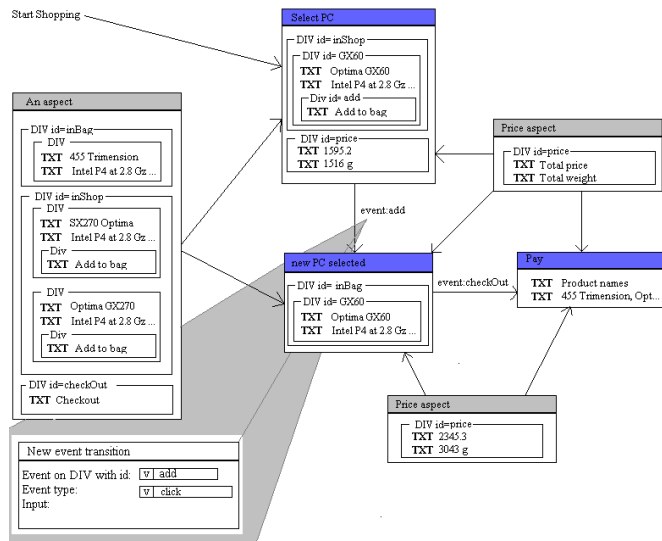 Start Shopping
Select PC
DIV id= inShop
DIV id= GX60
TXT Optima GX60
TXT Intel P4 at 2.8 Gz ...
Div id= add
TXT Add to bag
DIV id=price
TXT 1595.2
TXT 1516 g
An aspect
DIV id=inBag
DIV
TXT 455 Trimension
TXT Intel P4 at 2.8 Gz ...
DIV id=inShop
DIV
TXT SX270 Optima
TXT Intel P4 at 2.8 Gz ...
Div
TXT Add to bag
DIV
TXT Optima GX270
TXT Intel P4 at 2.8 Gz ...
Div
TXT Add to bag
DIV id=checkOut
TXT Checkout
Price aspect
DIV id=price
TXT Total price
TXT Total weight
event:add
new PC selected
DIV id= inBag
DIV id= GX60
TXT Optima GX60
TXT Intel P4 at 2.8 Gz ...
event:checkOut
Pay
TXT Product names
TXT 455 Trimension, Opt...
Price aspect
DIV id=price
TXT 2345.3
TXT 3043 g
New event transition
Event on DIV with id: v add
Event type: v click
Input: